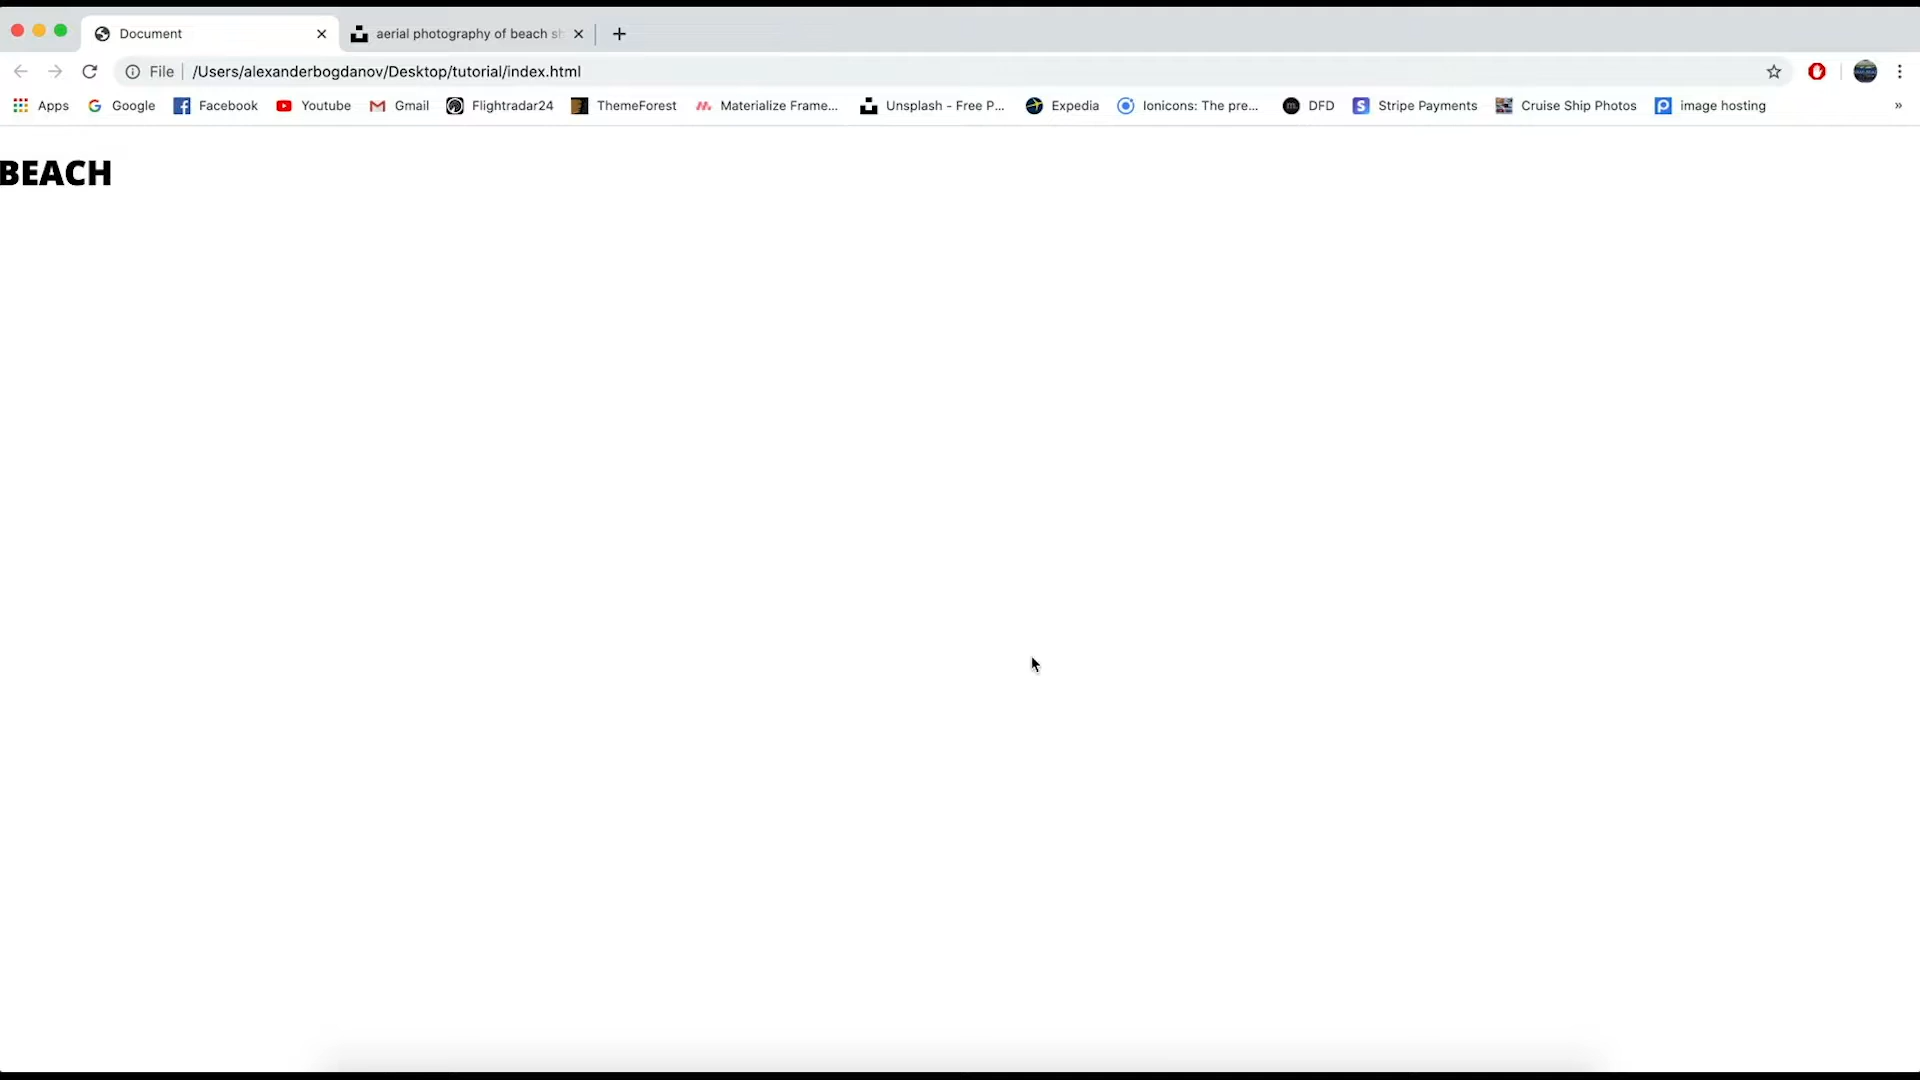 Document
aerial photography of beach sh
File
/Users/alexanderbogdanov/Desktop/tutorial/index.html
Apps Google Facebook Youtube Gmail Flightradar24 ThemeForest Materialize Frame... Unsplash - Free P... Expedia Ionicons: The pre... DFD Stripe Payments Cruise Ship Photos image hosting »
BEACH